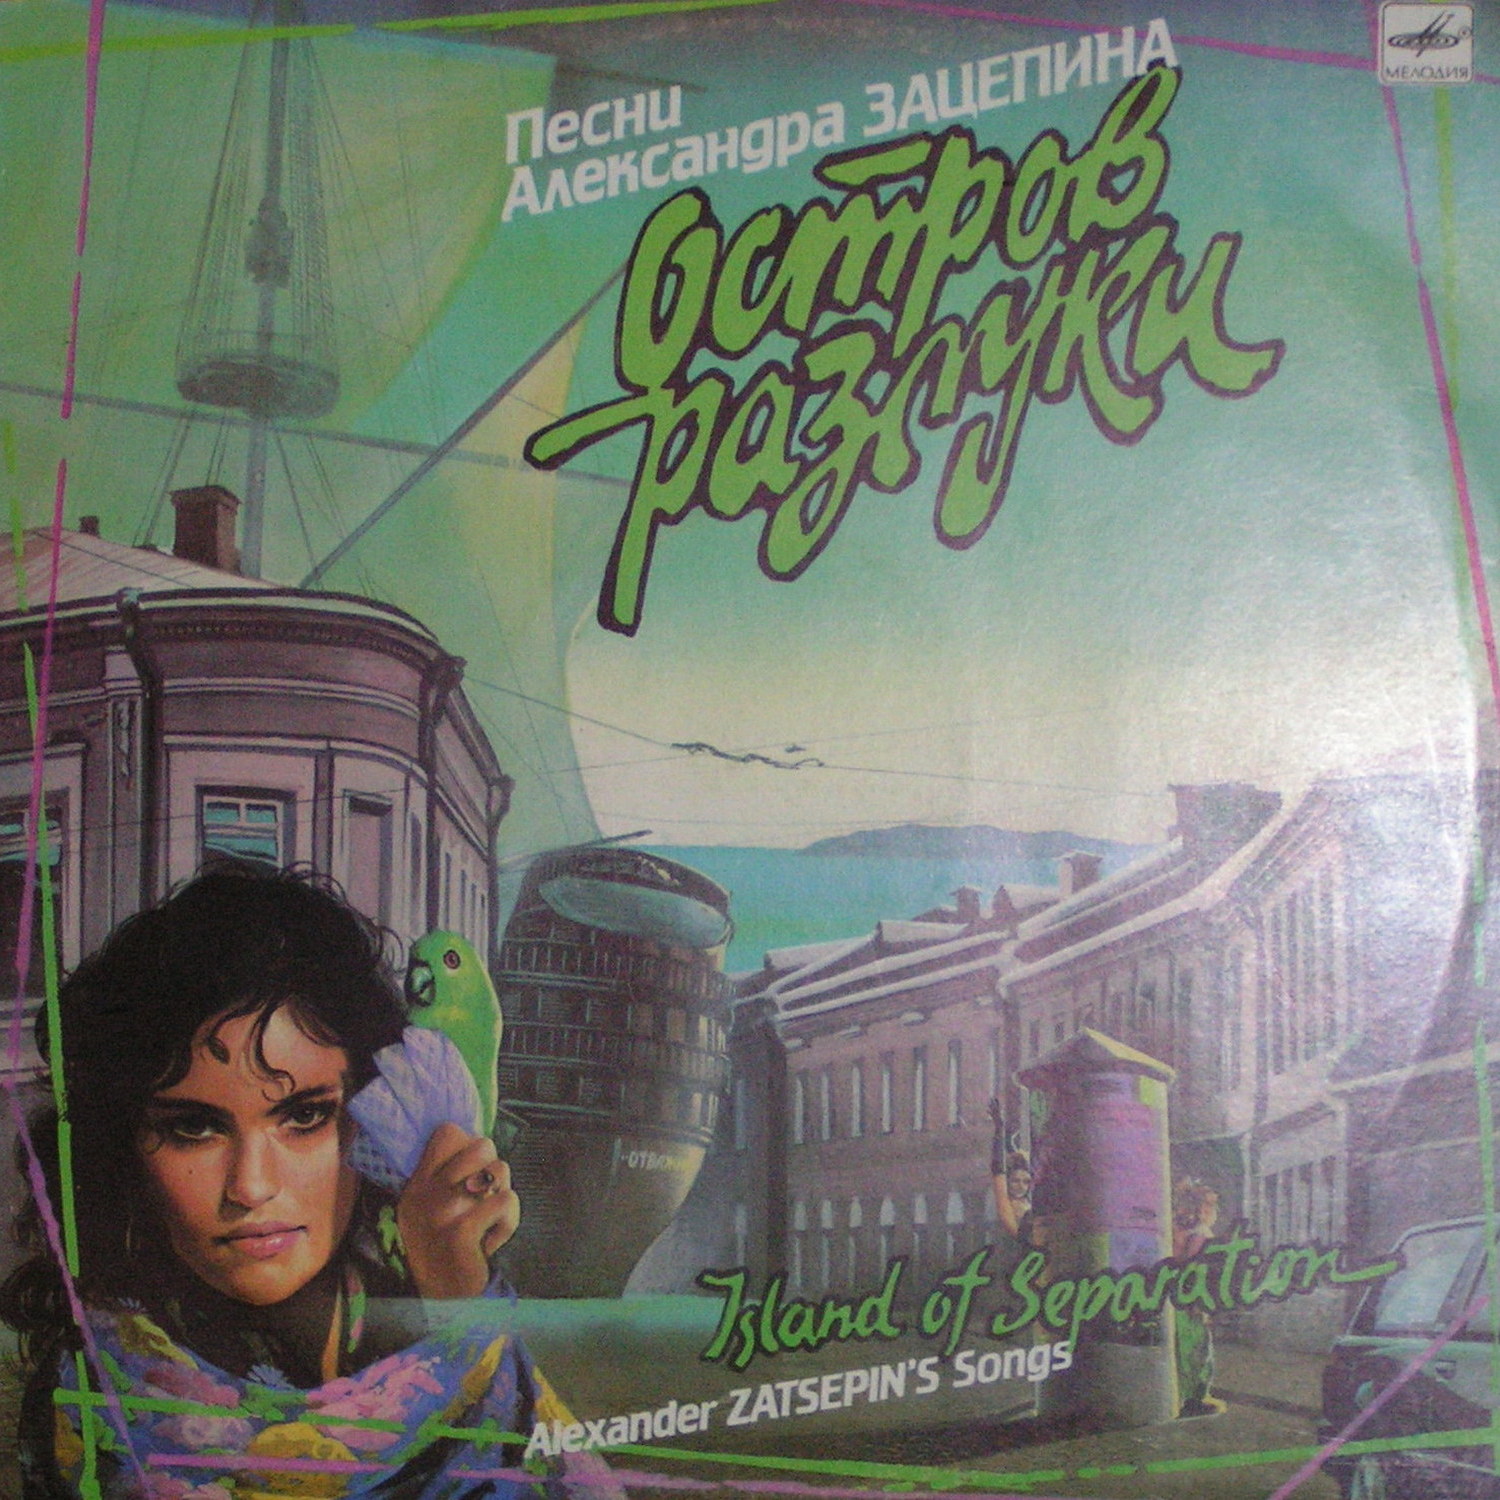 МЕЛОДИЯ
Песни
Александра ЗАЦЕПИНА
Остров
разлуки
Island of Separation
Alexander ZATSEPIN'S Songs